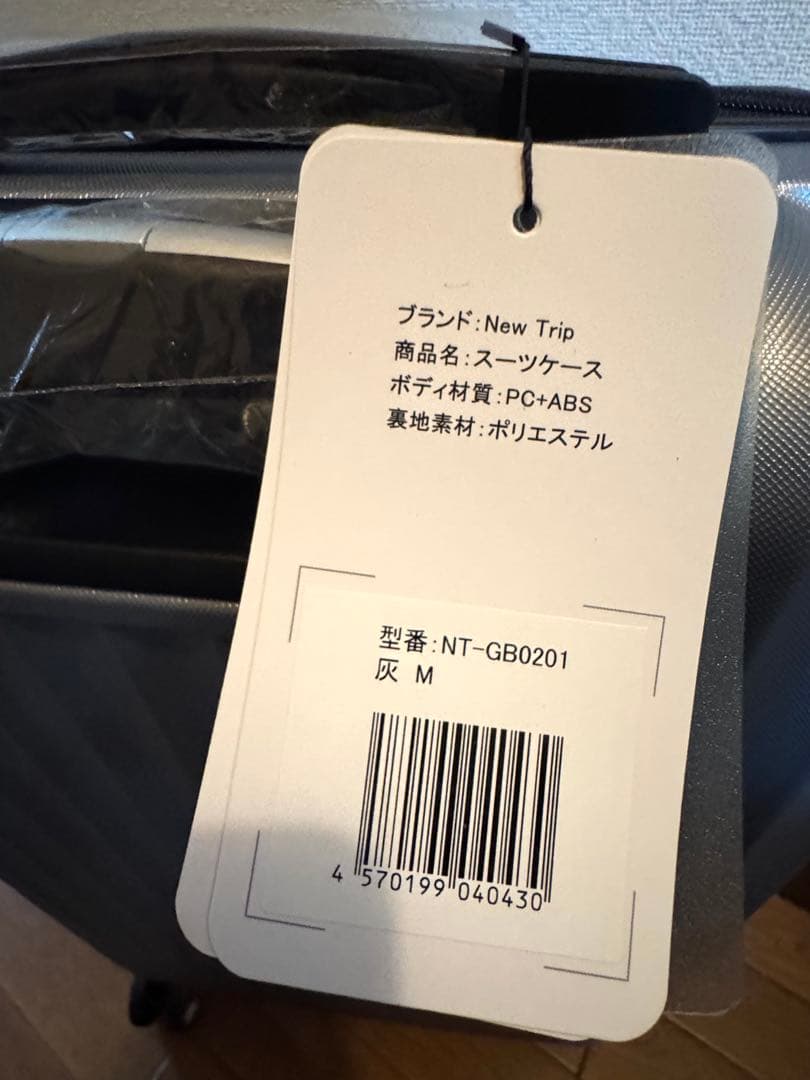 ブランド:New Trip
商品名:スーツケース
ボディ材質:PC+ABS
裏地素材:ポリエステル
型番:NT-GB0201
灰 M
4 570199 040430